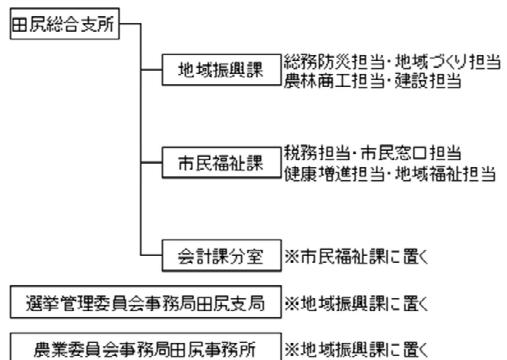 田尻総合支所
地域振興課
総務防災担当・地域づくり担当
農林商工担当・建設担当
市民福祉課
税務担当・市民窓口担当
健康増進担当・地域福祉担当
会計課分室
※市民福祉課に置く
選挙管理委員会事務局田尻支局
※地域振興課に置く
農業委員会事務局田尻事務所
※地域振興課に置く